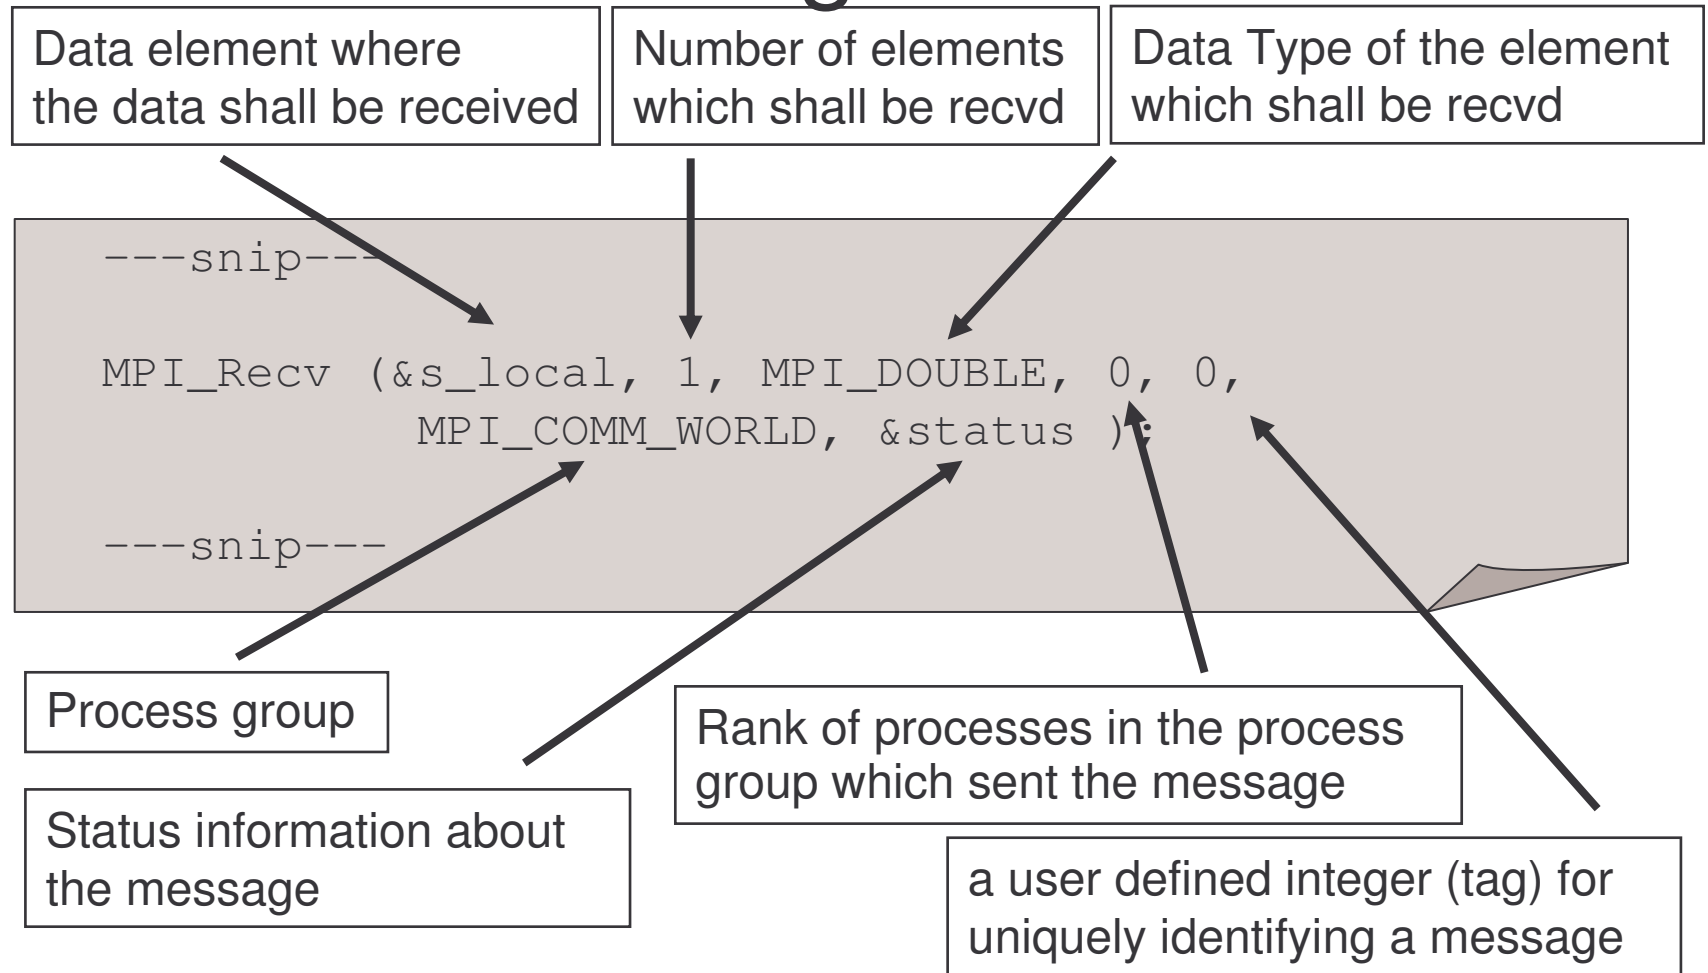 Data element where
the data shall be received
Number of elements
which shall be recvd
Data Type of the element
which shall be recvd
---snip---
MPI_Recv (&s_local, 1, MPI_DOUBLE, 0, 0,
MPI_COMM_WORLD, &status );
---snip---
Process group
Status information about
the message
Rank of processes in the process
group which sent the message
a user defined integer (tag) for
uniquely identifying a message